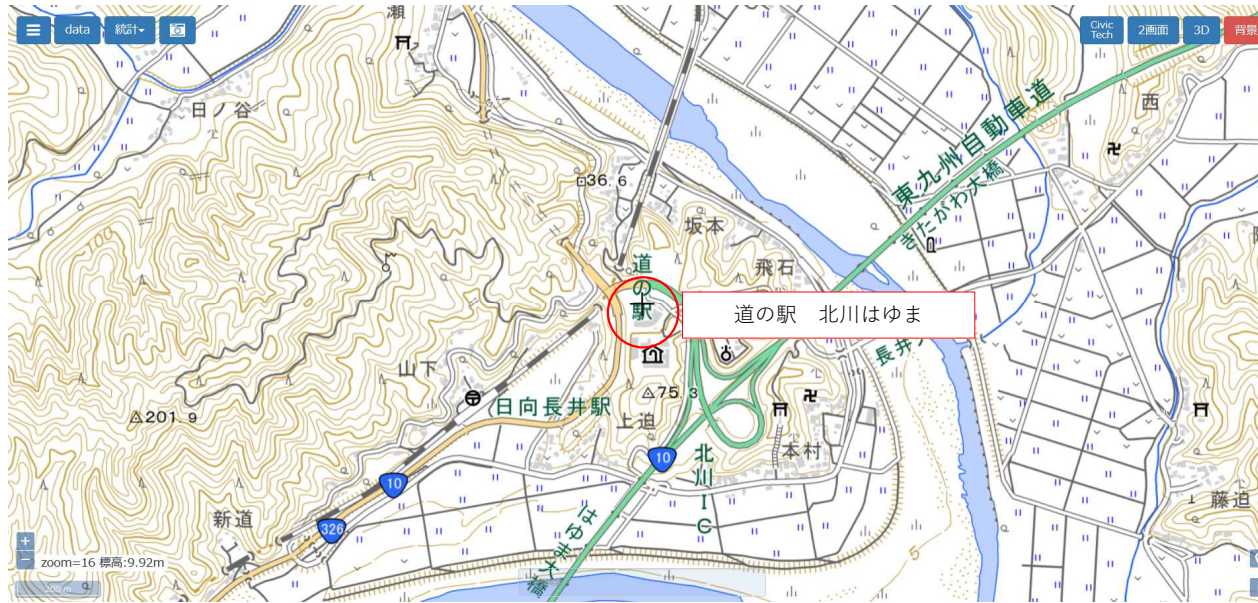 data
統計
Civic
Tech
2画面
3D
背景
瀬
日ノ谷
西
東九州自動車道
きたがわ大橋
36.6
坂本
飛石
道の駅
道の駅 北川はゆま
山下
長井
201.9
日向長井駅
75.3
上迫
本村
10
北川IC
10
326
新道
はゆま大橋
藤迫
5
+
−
zoom=16 標高:9.92m
200 m